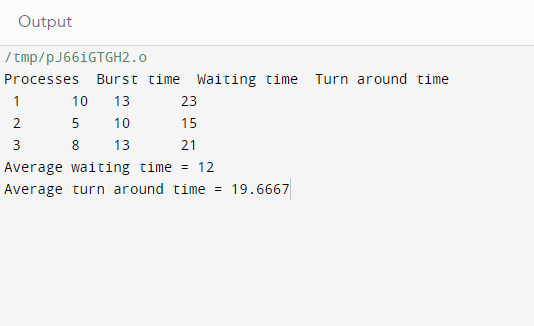 Output
/tmp/pJ66iGTGH2.o
Processes  Burst time  Waiting time  Turn around time
 1      10   13      23
 2      5    10      15
 3      8    13      21
Average waiting time = 12
Average turn around time = 19.6667